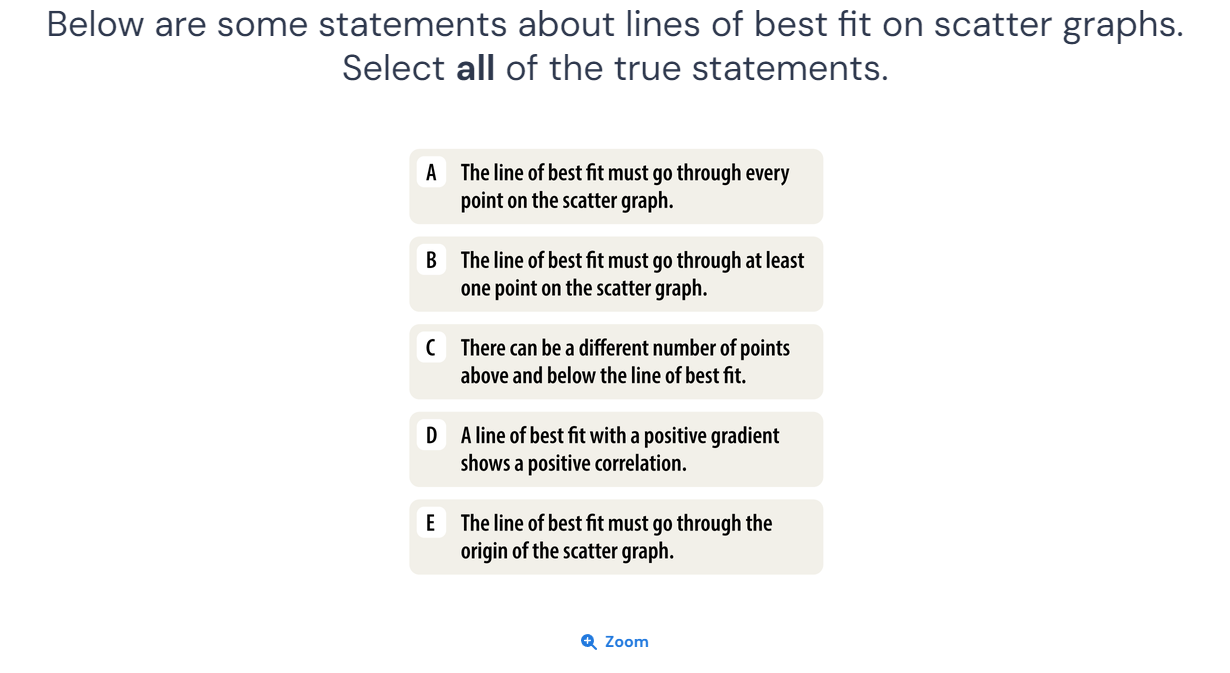 Below are some statements about lines of best fit on scatter graphs.
Select all of the true statements.
A The line of best fit must go through every
point on the scatter graph.
B The line of best fit must go through at least
one point on the scatter graph.
C There can be a different number of points
above and below the line of best fit.
D A line of best fit with a positive gradient
shows a positive correlation.
E The line of best fit must go through the
origin of the scatter graph.
Zoom